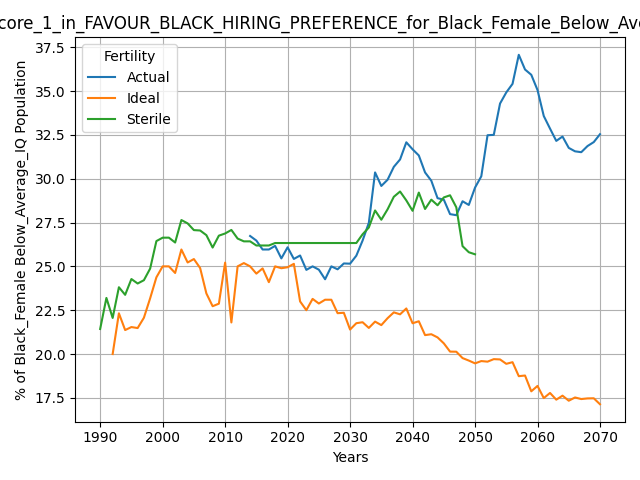 core_1_in_FAVOUR_BLACK_HIRING_PREFERENCE_for_Black_Female_Below_Ave
% of Black_Female Below_Average_IQ Population
Fertility
Actual
Ideal
Sterile
37.5
35.0
32.5
30.0
27.5
25.0
22.5
20.0
17.5
1990 2000 2010 2020 2030 2040 2050 2060 2070
Years